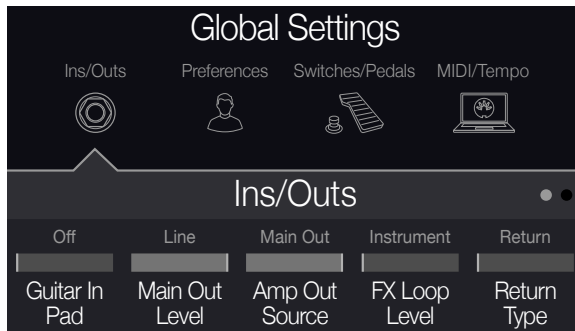 Global Settings
Ins/Outs Preferences Switches/Pedals MIDI/Tempo
Ins/Outs
Off Line Main Out Instrument Return
Guitar In Main Out Amp Out FX Loop Return
Pad Level Source Level Type